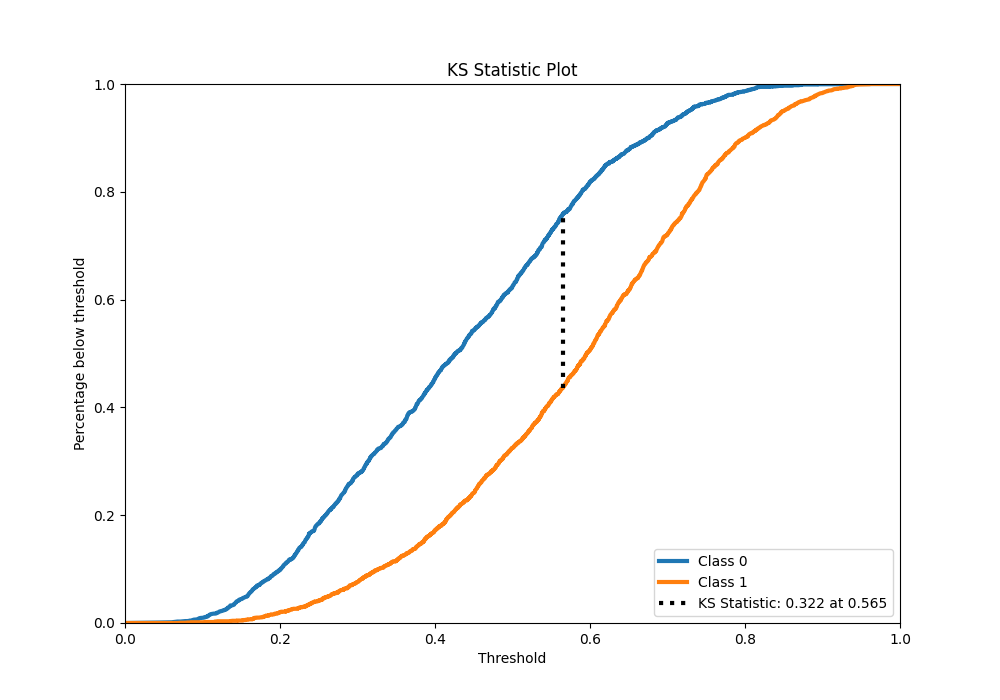 KS Statistic Plot
Percentage below threshold
1.0
0.8
0.6
0.4
0.2
0.0
Class 0
Class 1
KS Statistic: 0.322 at 0.565
0.0 0.2 0.4 0.6 0.8 1.0
Threshold